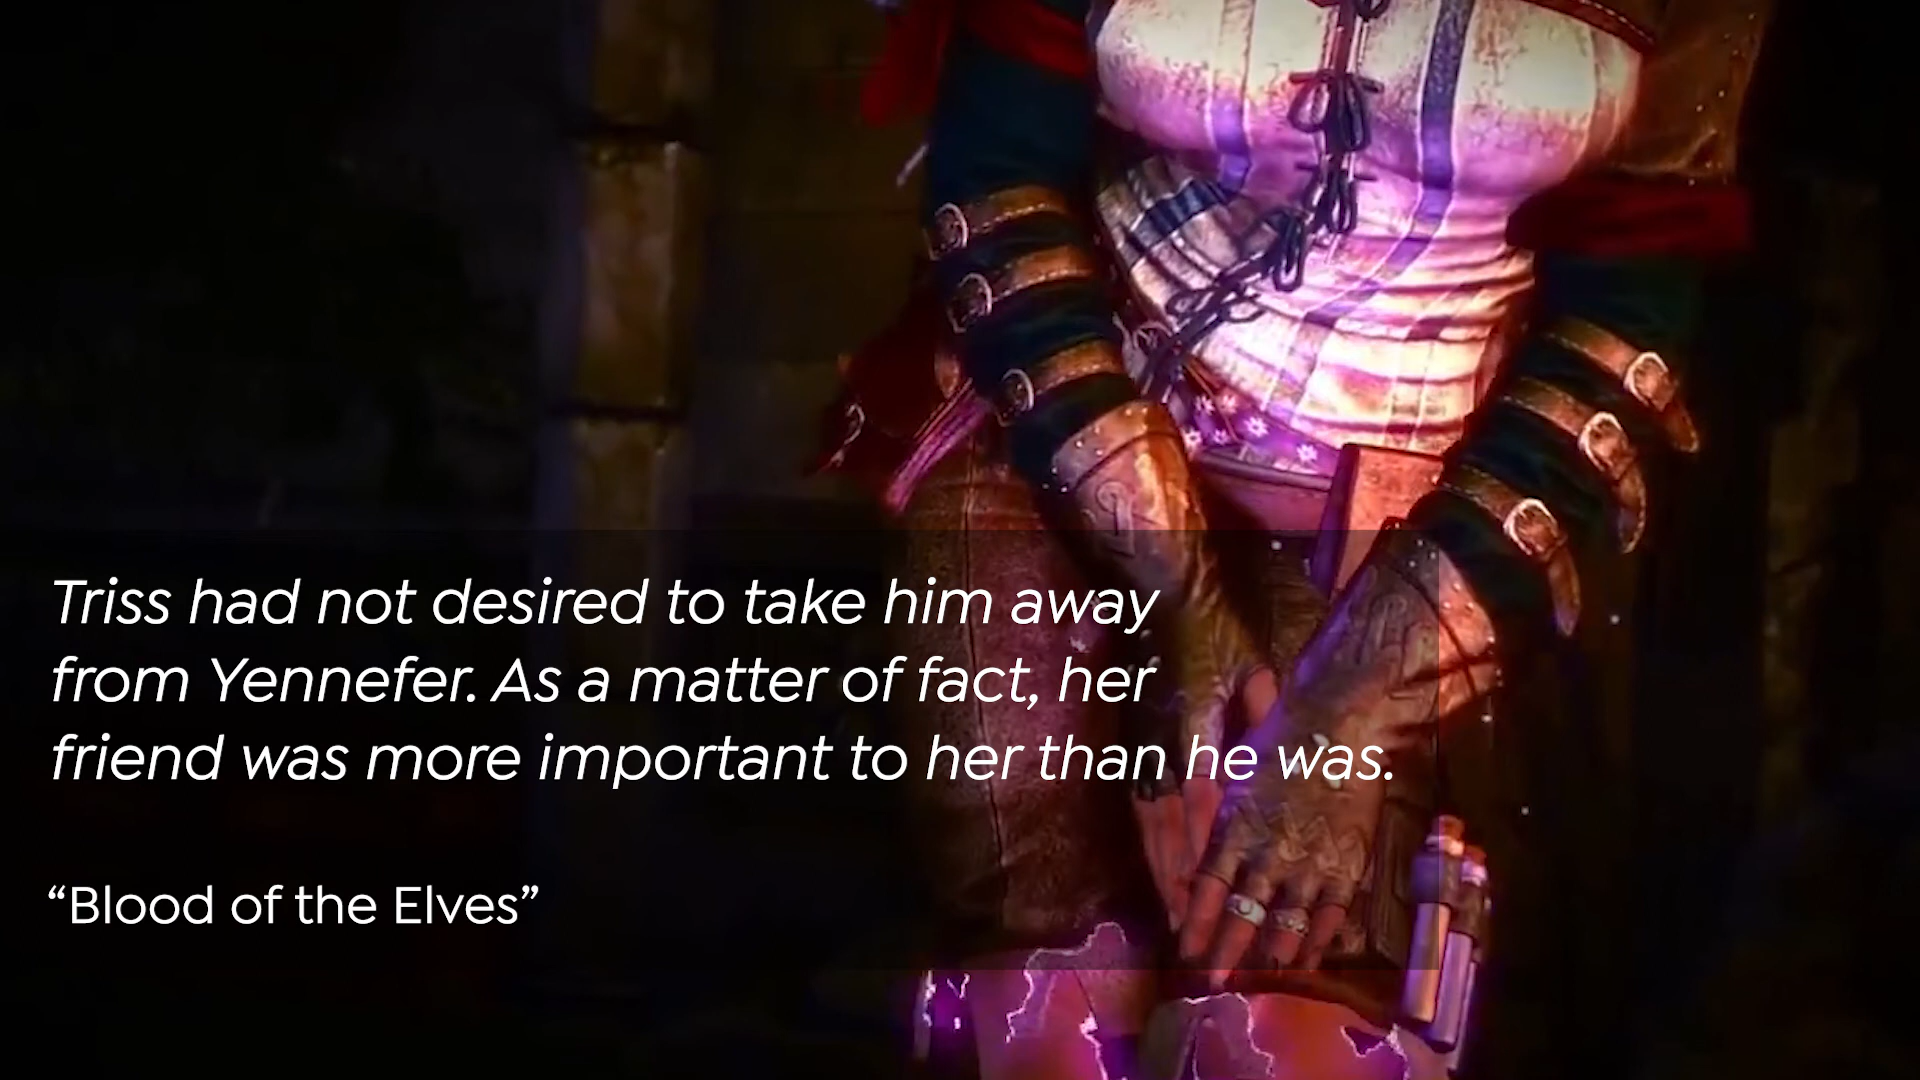 Triss had not desired to take him away
from Yennefer. As a matter of fact, her
friend was more important to her than he was.
“Blood of the Elves”